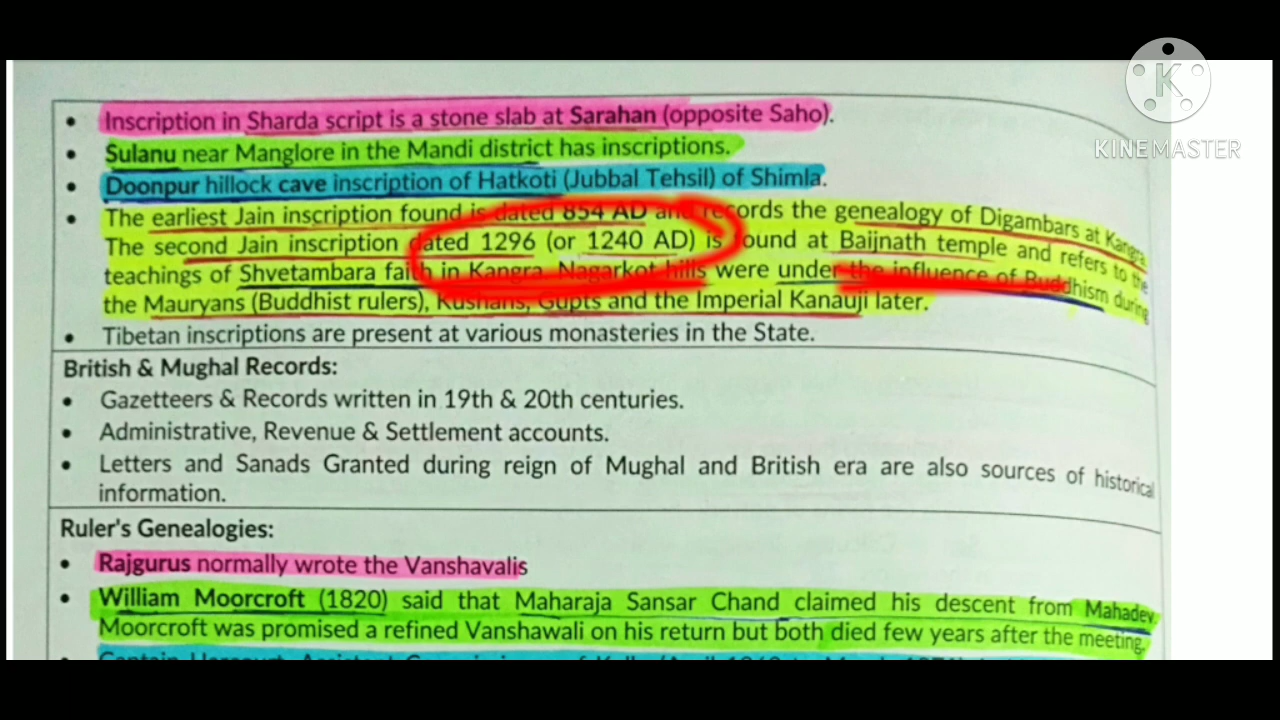 KINEMASTER
• Inscription in Sharda script is a stone slab at Sarahan (opposite Saho).
• Sulanu near Manglore in the Mandi district has inscriptions.
• Doonpur hillock cave inscription of Hatkoti (Jubbal Tehsil) of Shimla.
• The earliest Jain inscription found is dated 854 AD and records the genealogy of Digambars at Kangra.
The second Jain inscription dated 1296 (or 1240 AD) is found at Baijnath temple and refers to the
teachings of Shvetambara faith in Kangra. Nagarkot hills were under the influence of Buddhism during
the Mauryans (Buddhist rulers), Kushans, Gupts and the Imperial Kanauji later.
• Tibetan inscriptions are present at various monasteries in the State.
British & Mughal Records:
• Gazetteers & Records written in 19th & 20th centuries.
• Administrative, Revenue & Settlement accounts.
• Letters and Sanads Granted during reign of Mughal and British era are also sources of historical
information.
Ruler's Genealogies:
• Rajgurus normally wrote the Vanshavalis
• William Moorcroft (1820) said that Maharaja Sansar Chand claimed his descent from Mahadev.
Moorcroft was promised a refined Vanshawali on his return but both died few years after the meeting.